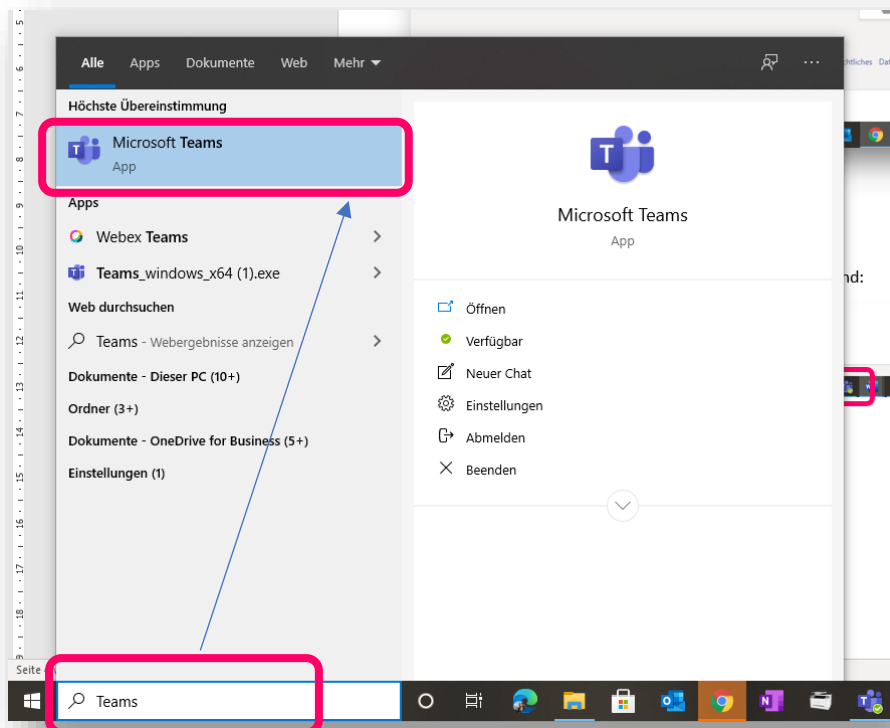 Alle Apps Dokumente Web Mehr
Höchste Übereinstimmung
Microsoft Teams
App
Apps
Webex Teams
Teams_windows_x64 (1).exe
Web durchsuchen
Teams - Webergebnisse anzeigen
Dokumente - Dieser PC (10+)
Ordner (3+)
Dokumente - OneDrive for Business (5+)
Einstellungen (1)
Microsoft Teams
App
Öffnen
Verfügbar
Neuer Chat
Einstellungen
Abmelden
Beenden
Seite
Teams